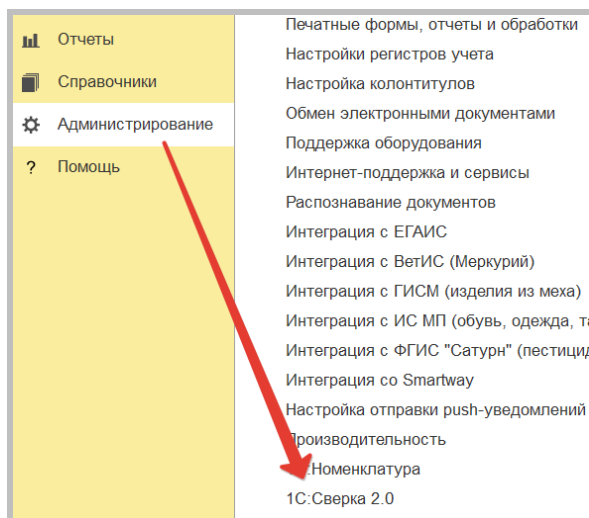 Отчеты
Справочники
Администрирование
? Помощь
Печатные формы, отчеты и обработки
Настройки регистров учета
Настройка колонтитулов
Обмен электронными документами
Поддержка оборудования
Интернет-поддержка и сервисы
Распознавание документов
Интеграция с ЕГАИС
Интеграция с ВетИС (Меркурий)
Интеграция с ГИСМ (изделия из меха)
Интеграция с ИС МП (обувь, одежда,
Интеграция с ФГИС "Сатурн"
Интеграция со Smartway
Настройка отправки push-уведомлений
Производительность
:Номенклатура
1С:Сверка 2.0